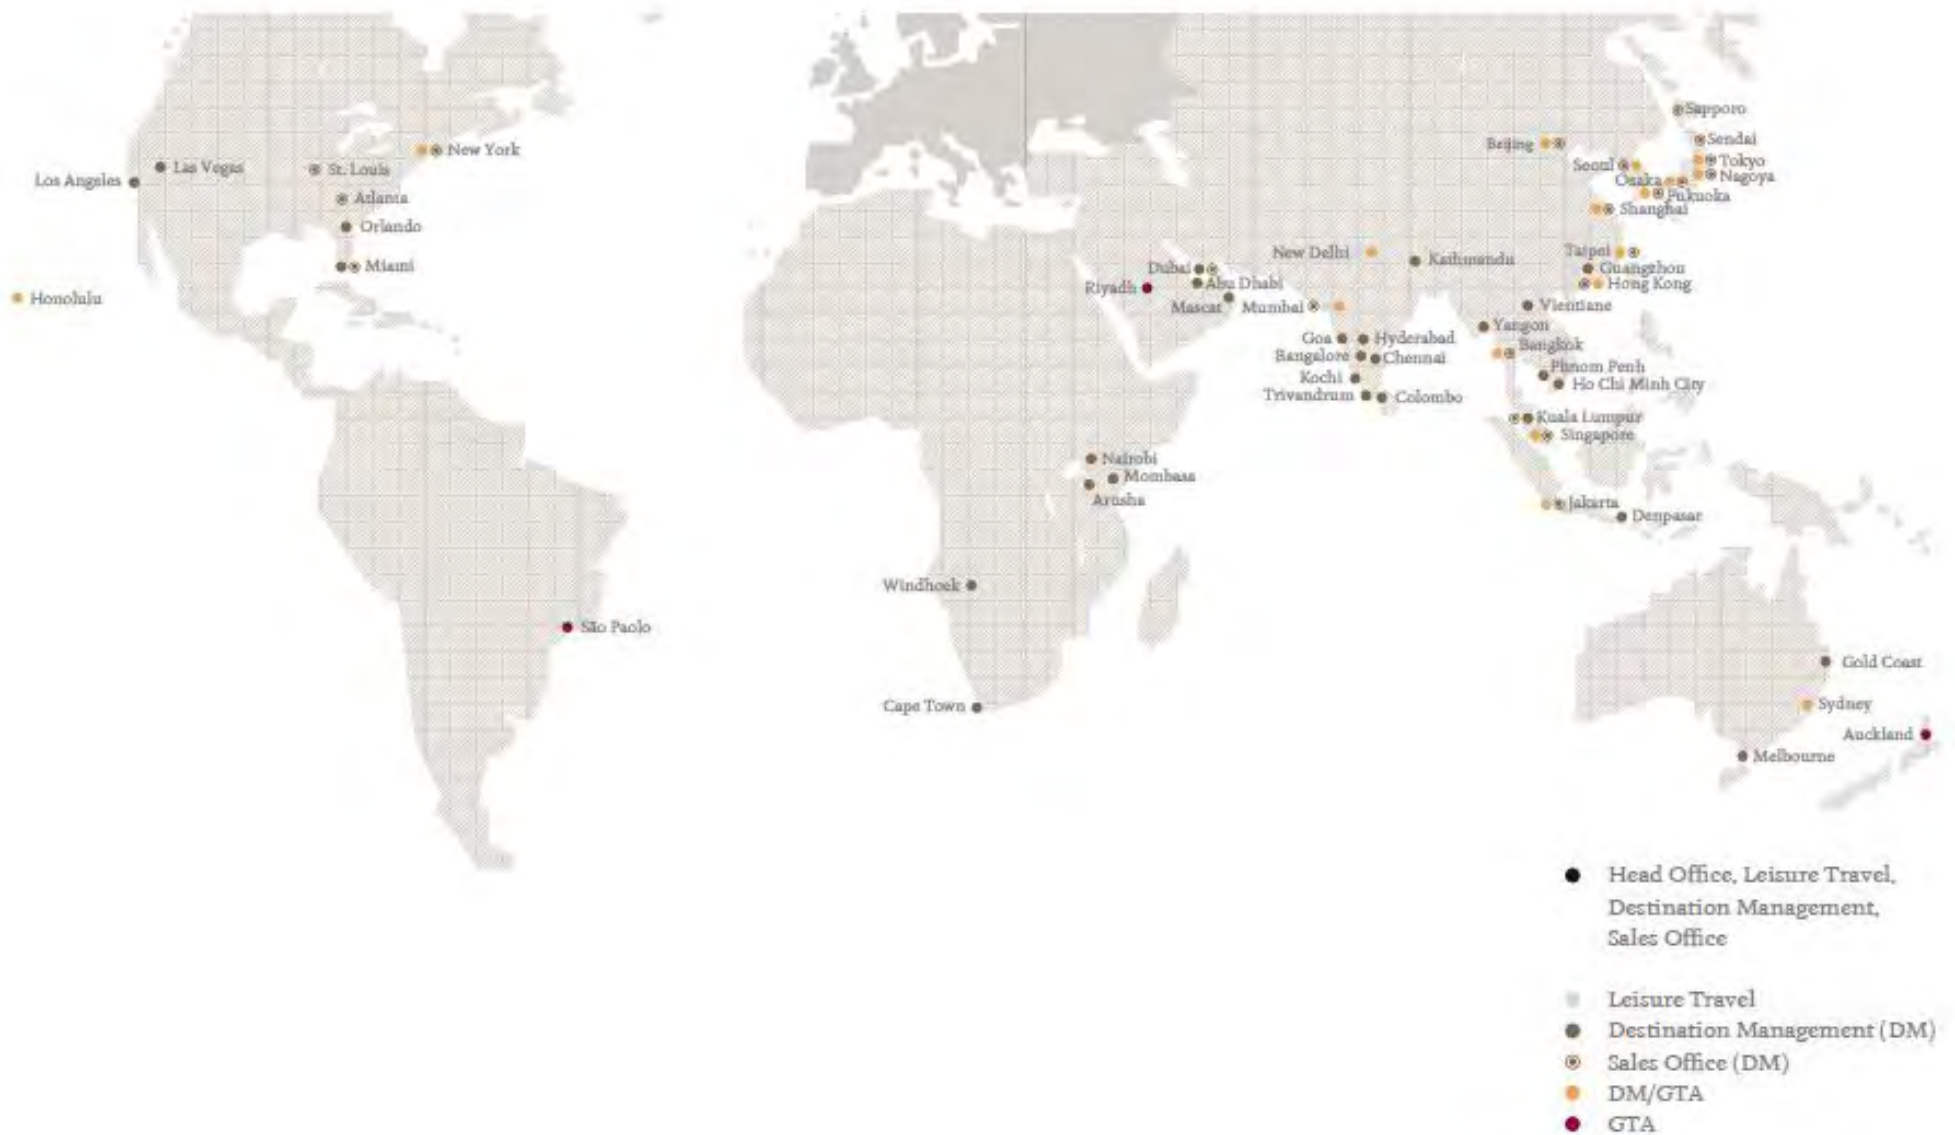 Sapporo
Sendai
Beijing
New York
Tokyo
Seoul
Las Vegas
St. Louis
Nagoya
Los Angeles
Osaka
Fukuoka
Atlanta
Shanghai
Orlando
New Delhi
Taipei
Kathmandu
Miami
Dubai
Guangzhou
Abu Dhabi
Riyadh
Hong Kong
Honolulu
Mascat
Mumbai
Vientiane
Yangon
Goa
Hyderabad
Bangkok
Bangalore
Chennai
Phnom Penh
Kochi
Ho Chi Minh City
Trivandrum
Colombo
Kuala Lumpur
Singapore
Nairobi
Mombasa
Arusha
Jakarta
Denpasar
Windhoek
São Paolo
Gold Coast
Cape Town
Sydney
Auckland
Melbourne
Head Office, Leisure Travel,
Destination Management,
Sales Office
Leisure Travel
Destination Management (DM)
Sales Office (DM)
DM/GTA
GTA